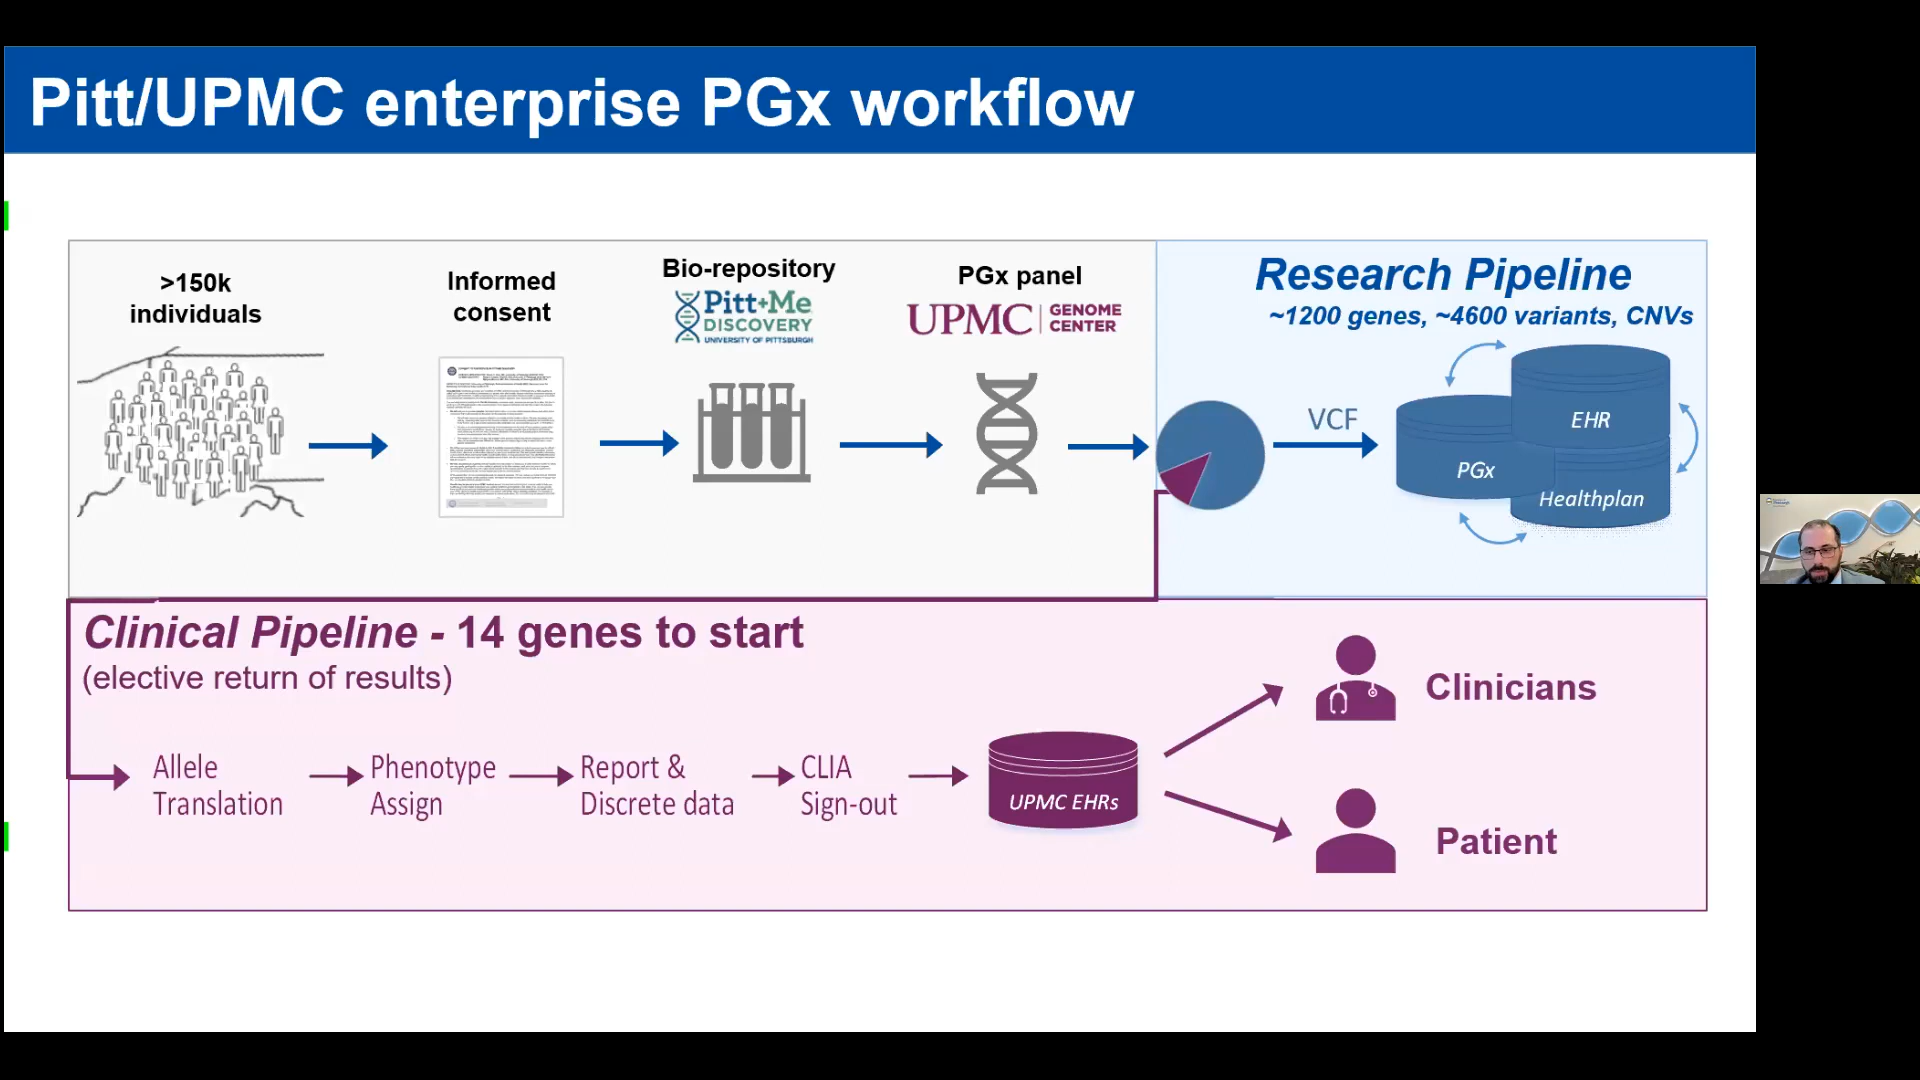 Pitt/UPMC enterprise PGx workflow
>150k
individuals
Informed
consent
Bio-repository
Pitt+Me
DISCOVERY
UNIVERSITY OF PITTSBURGH
PGx panel
UPMC | GENOME
CENTER
Research Pipeline
~1200 genes, ~4600 variants, CNVs
VCF
EHR
PGx
Healthplan
Clinical Pipeline - 14 genes to start
(elective return of results)
Allele
Translation
Phenotype
Assign
Report &
Discrete data
CLIA
Sign-out
UPMC EHRs
Clinicians
Patient